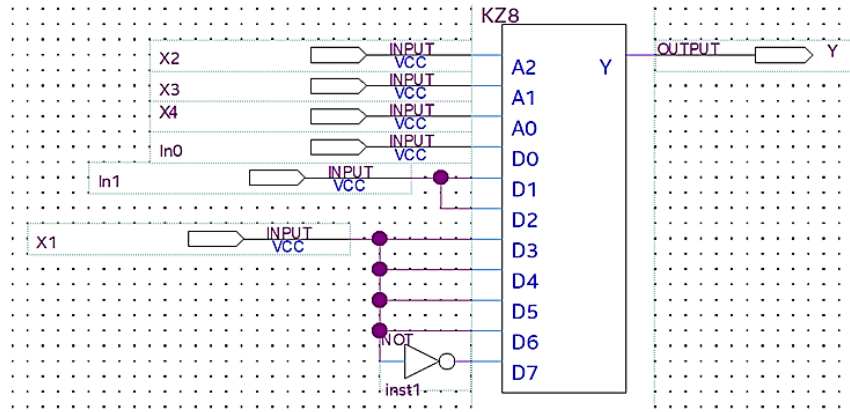 KZ8
X2 INPUT VCC A2 Y OUTPUT Y
X3 INPUT VCC A1
X4 INPUT VCC A0
In0 INPUT VCC D0
In1 INPUT VCC D1
D2
X1 INPUT VCC D3
D4
D5
D6
NOT
D7
inst1